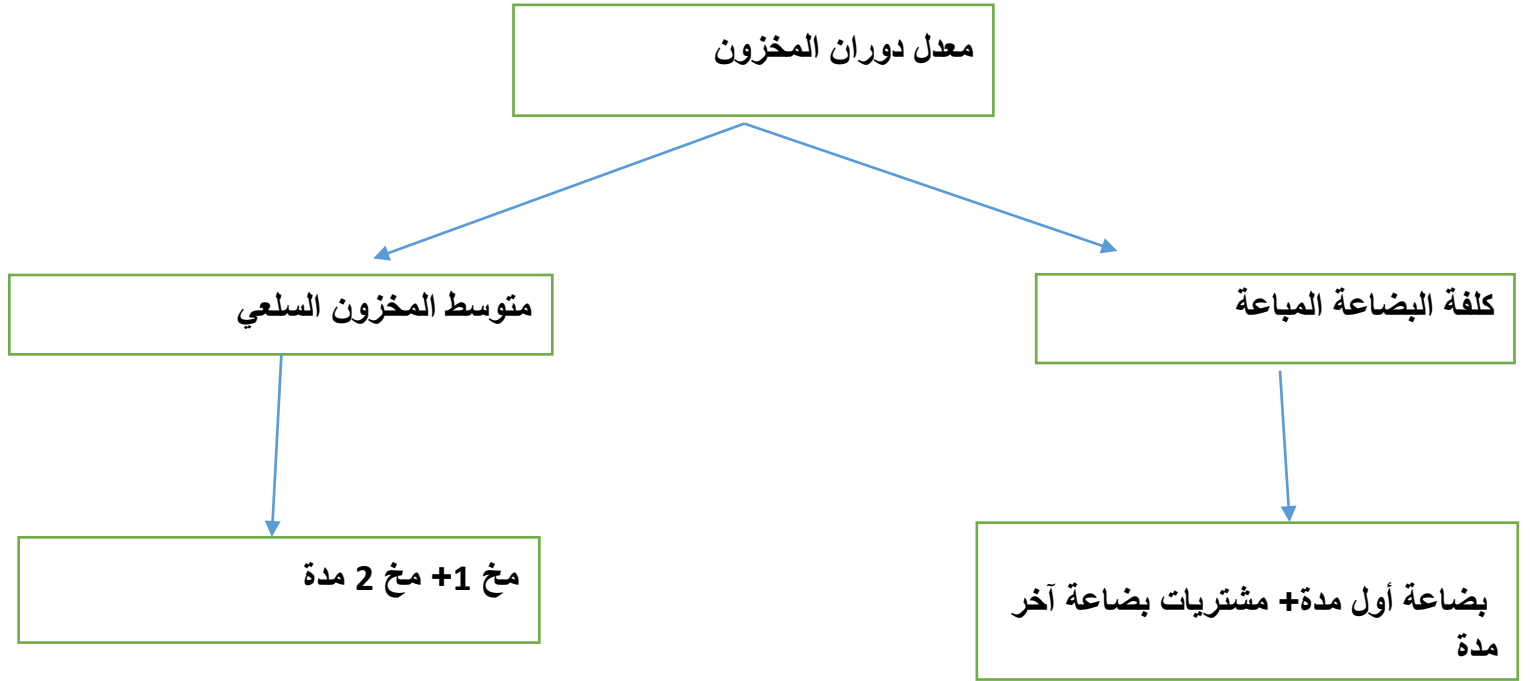 معدل دوران المخزون
كلفة البضاعة المباعة
متوسط المخزون السلعي
بضاعة أول مدة+ مشتريات بضاعة آخر
مدة
مخ 1+ مخ 2 مدة